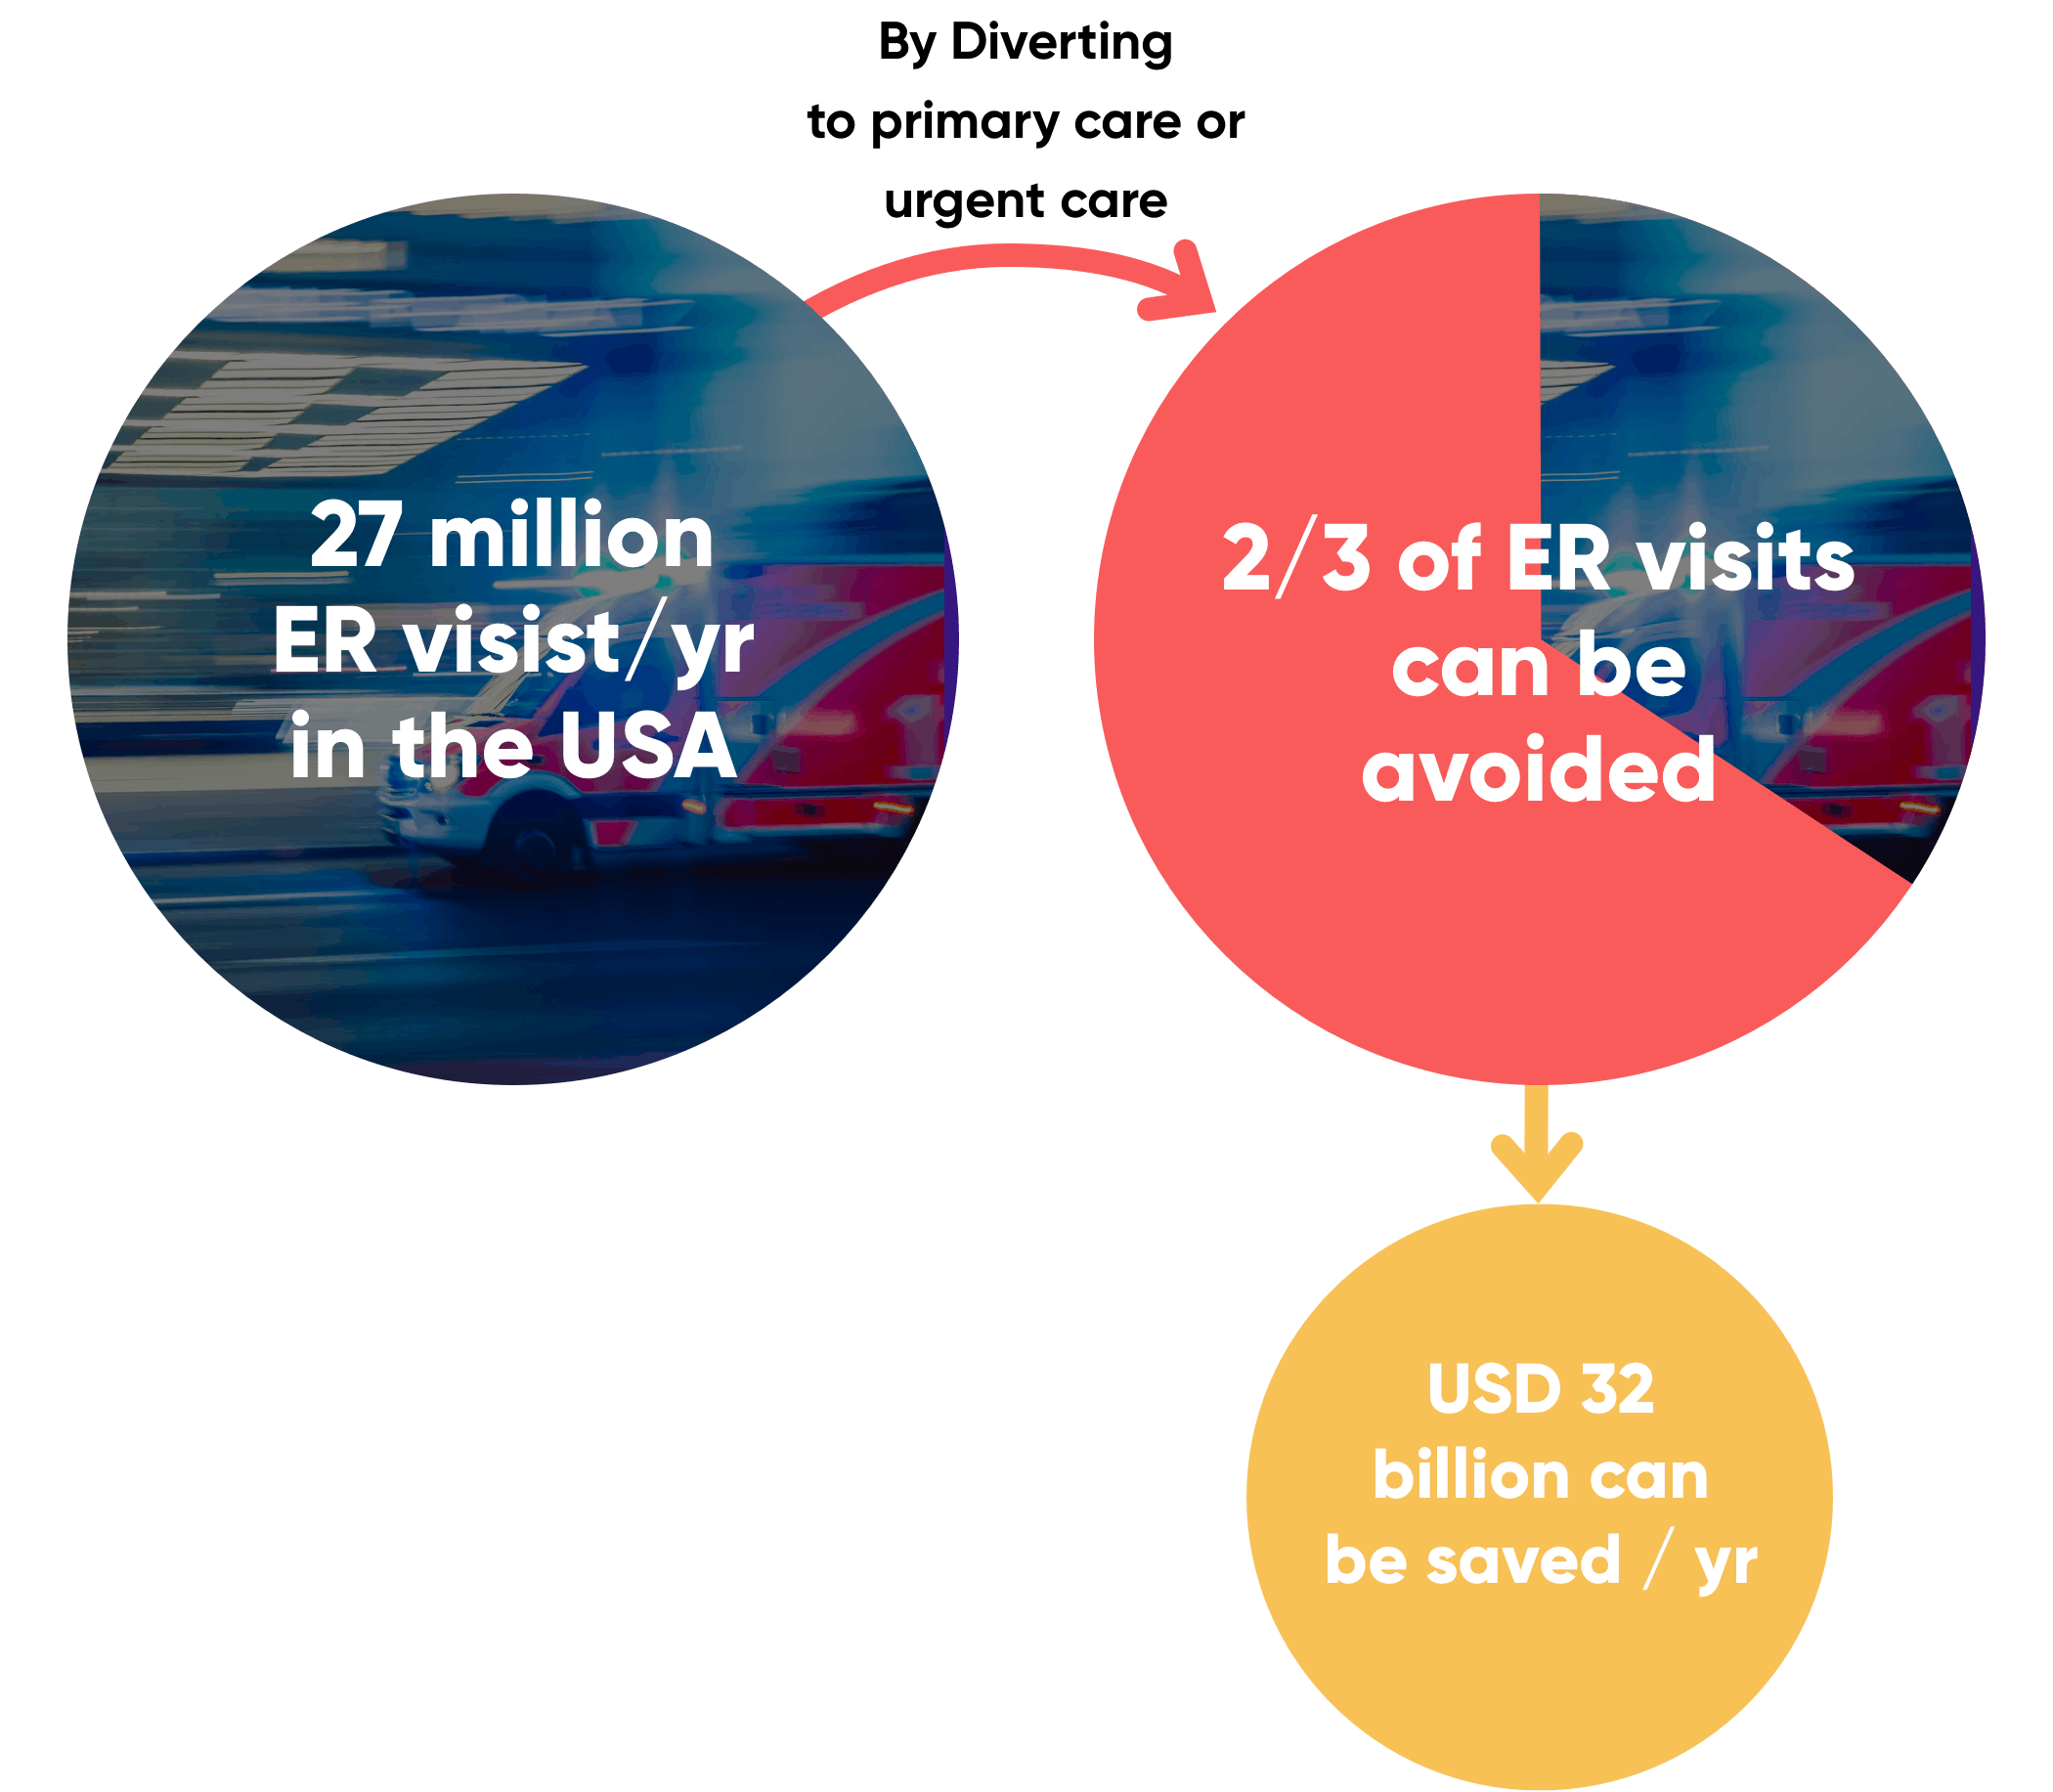 By Diverting
to primary care or
urgent care
27 million
ER visist/yr
in the USA
2/3 of ER visits
can be
avoided
USD 32
billion can
be saved / yr